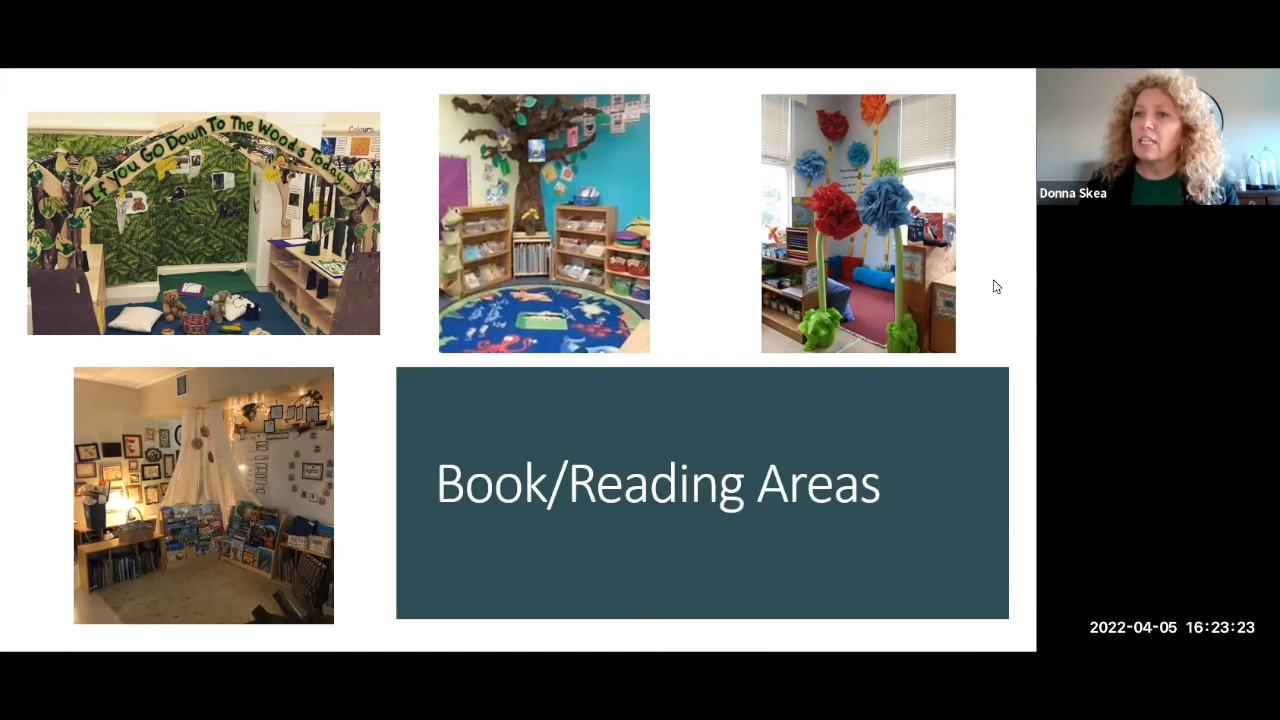 If you Go Down To The Woods Today...
Colours
Book/Reading Areas
Donna Skea
2022-04-05 16:23:23